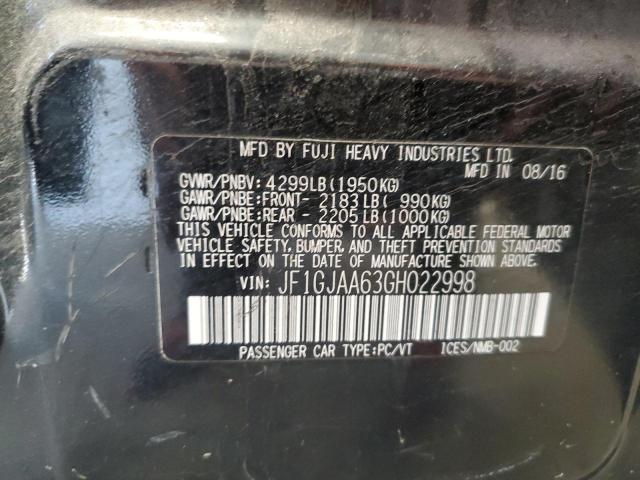 MFD BY FUJI HEAVY INDUSTRIES LTD.
MFD IN 08/16
GVWR/PNBV: 4299LB(1950KG)
GAWR/PNBE:FRONT- 2183LB( 990KG)
GAWR/PNBE:REAR - 2205LB(1000KG)
THIS VEHICLE CONFORMS TO ALL APPLICABLE FEDERAL MOTOR
VEHICLE SAFETY, BUMPER, AND THEFT PREVENTION STANDARDS
IN EFFECT ON THE DATE OF MANUFACTURE SHOWN ABOVE.
VIN: JF1GJAA63GH022998
PASSENGER CAR TYPE:PC/VT ICES/NMB-002